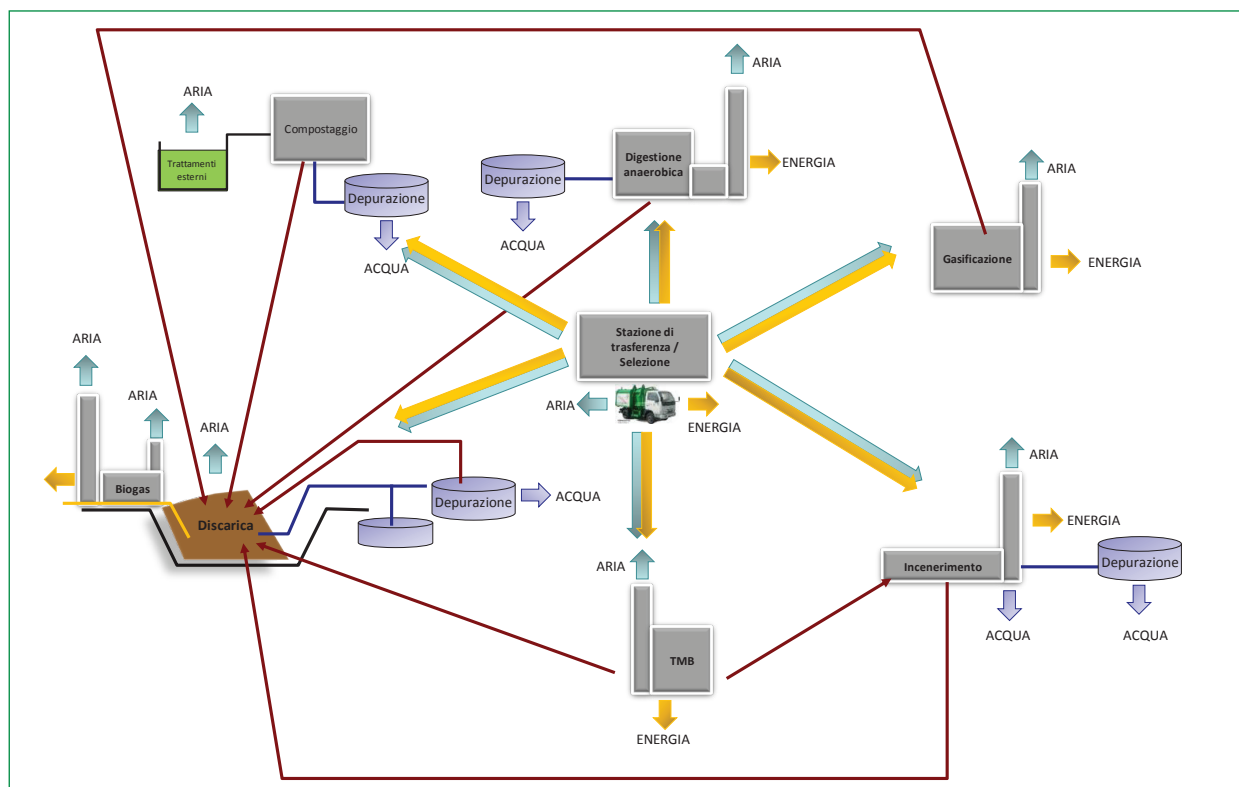 ARIA
ARIA
Compostaggio
Trattamenti
esterni
Depurazione
ACQUA
Digestione
anaerobica
ENERGIA
Depurazione
ACQUA
ARIA
Gasificazione
ENERGIA
Stazione di
trasferenza /
Selezione
ARIA
ENERGIA
ARIA
ARIA
ARIA
Biogas
Discarica
Depurazione
ACQUA
ARIA
TMB
ENERGIA
ARIA
ENERGIA
Incenerimento
Depurazione
ACQUA
ACQUA